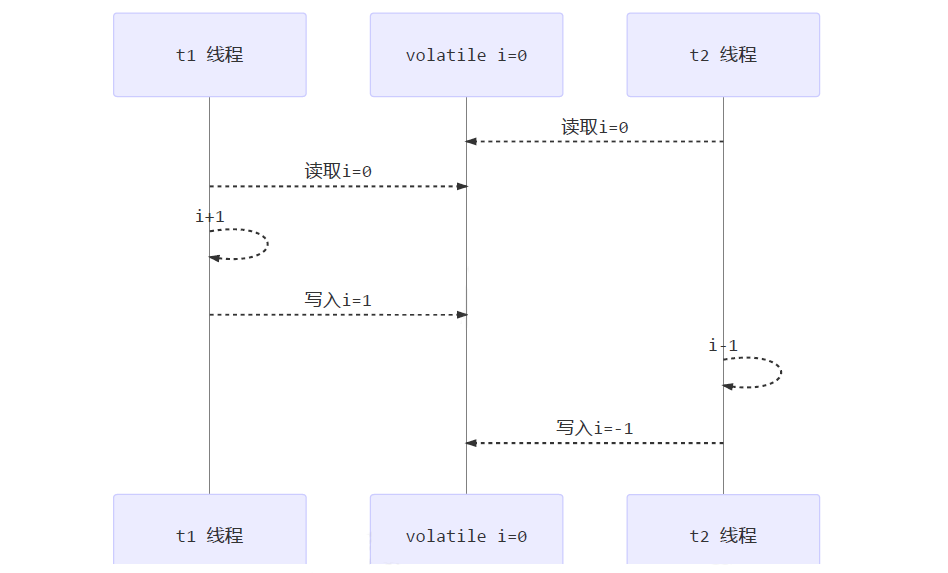 t1 线程
volatile i=0
t2 线程
读取i=0
读取i=0
i+1
写入i=1
i-1
写入i=-1
t1 线程
volatile i=0
t2 线程